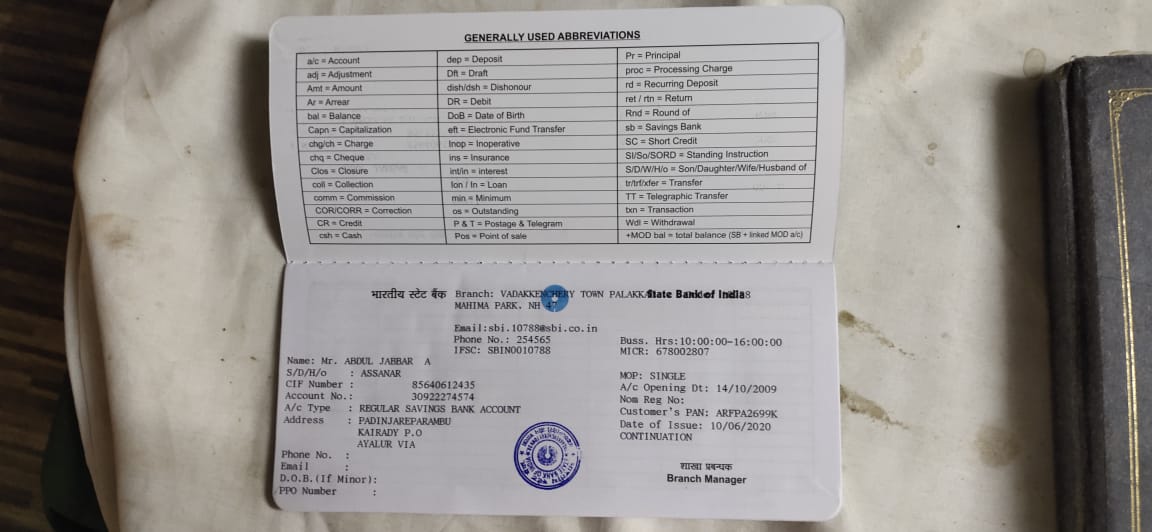 GENERALLY USED ABBREVIATIONS
a/c = Account
adj = Adjustment
Amt = Amount
Ar = Arrear
bal = Balance
Capn = Capitalization
chg/ch = Charge
chq = Cheque
Clos = Closure
coll = Collection
comm = Commission
COR/CORR = Correction
CR = Credit
csh = Cash
dep = Deposit
Dft = Draft
dish/dsh = Dishonour
DR = Debit
DoB = Date of Birth
eft = Electronic Fund Transfer
Inop = Inoperative
ins = Insurance
int/in = interest
lon / ln = Loan
min = Minimum
os = Outstanding
P & T = Postage & Telegram
Pos = Point of sale
Pr = Principal
proc = Processing Charge
rd = Recurring Deposit
ret / rtn = Return
Rnd = Round of
sb = Savings Bank
SC = Short Credit
SI/So/SORD = Standing Instruction
S/D/W/H/o = Son/Daughter/Wife/Husband of
tr/trf/xfer = Transfer
TT = Telegraphic Transfer
txn = Transaction
Wdl = Withdrawal
+MOD bal = total balance (SB + linked MOD a/c)
भारतीय स्टेट बैंक Branch: VADAKKENCHERY TOWN State Bank of India
MAHIMA PARK. NH 47
Email:sbi.10788@sbi.co.in
Phone No.: 254565 Buss. Hrs:10:00:00-16:00:00
IFSC: SBIN0010788 MICR: 678002807
Name: Mr. ABDUL JABBAR A
S/D/H/o : ASSANAR MOP: SINGLE
CIF Number : 85640612435 A/c Opening Dt: 14/10/2009
Account No.: 30922274574 Nom Reg No:
A/c Type : REGULAR SAVINGS BANK ACCOUNT Customer's PAN: ARFPA2699K
Address : PADINJAREPARAMBU Date of Issue: 10/06/2020
KAIRADY P.O CONTINUATION
AYALUR VIA
Phone No. :
Email : शाखा प्रबन्धक
D.O.B.(If Minor): Branch Manager
PPO Number :